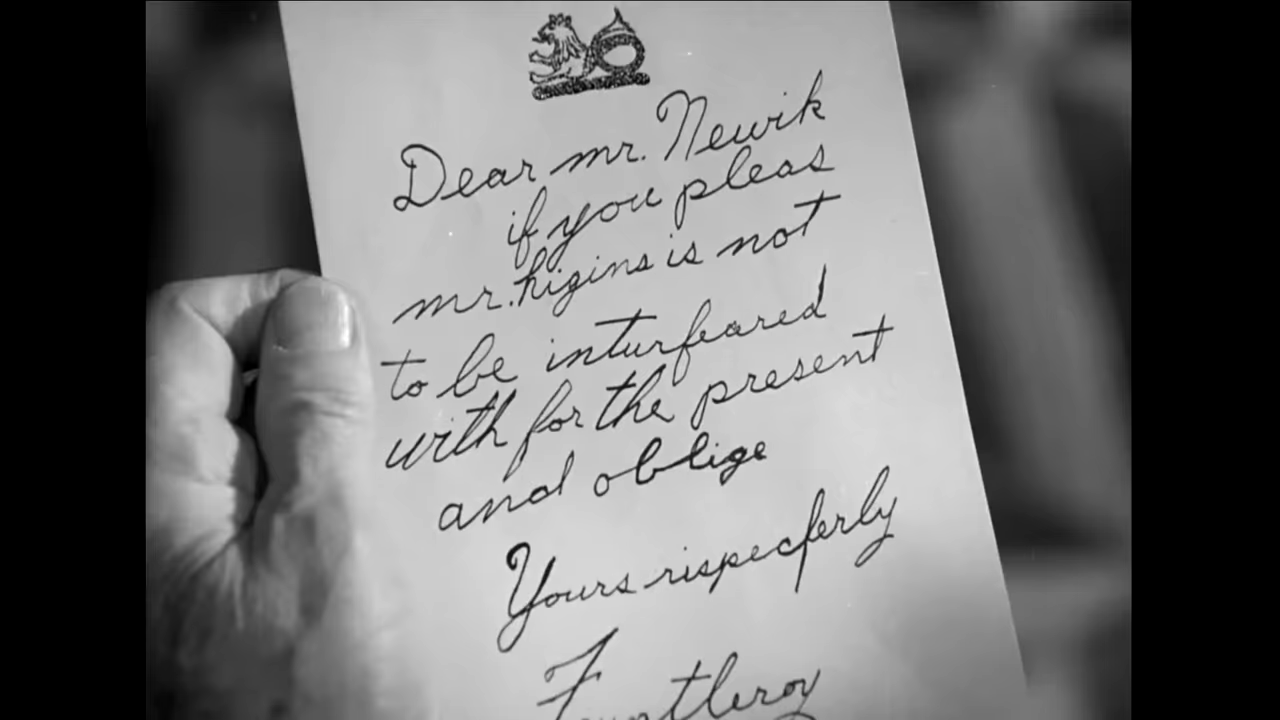 Dear mr. Newik
if you pleas
mr. higins is not
to be inturfeared
with for the present
and oblige
Yours rispecferly
Fauntleroy